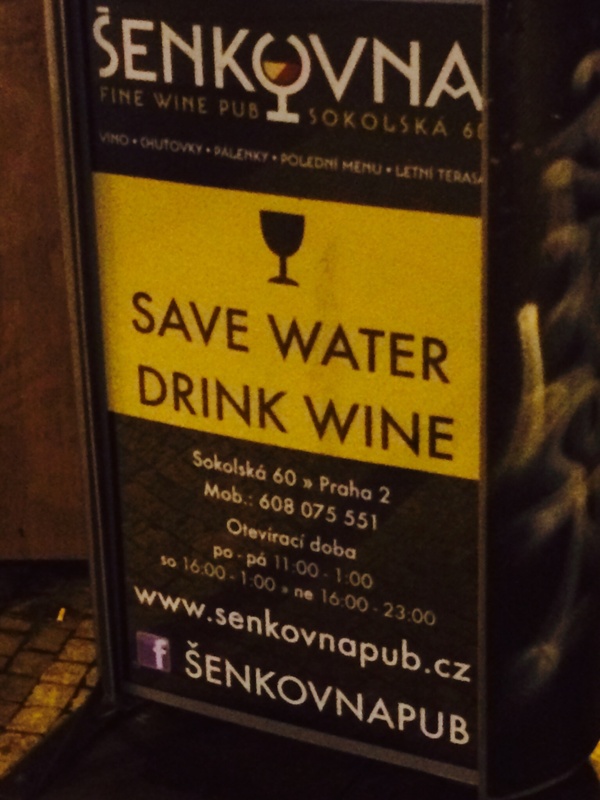 ŠENKOVNA
FINE WINE PUB SOKOLSKÁ 60
VÍNO • CHUŤOVKY • PÁLENKY • POLEDNÍ MENU • LETNÍ TERASA
SAVE WATER
DRINK WINE
Sokolská 60 » Praha 2
Mob.: 608 075 551
Otevírací doba
po - pá 11:00 - 1:00
so 16:00 - 1:00 » ne 16:00 - 23:00
www.senkovnapub.cz
f ŠENKOVNAPUB